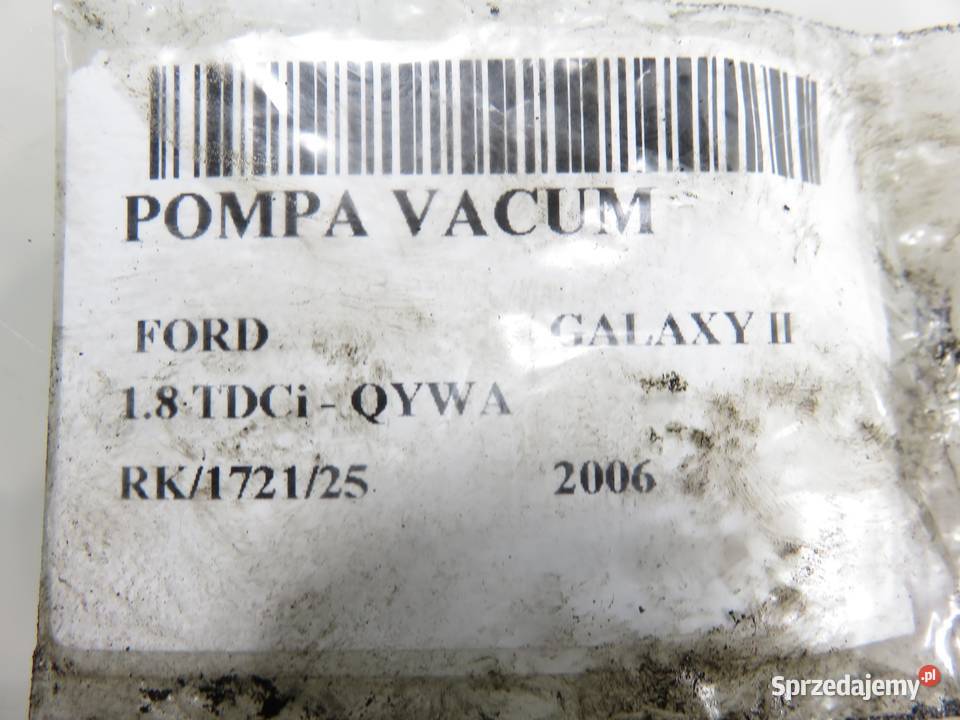 POMPA VACUM
FORD GALAXY II
1.8 TDCi - QYWA
RK/1721/25 2006
Sprzedajemy.pl